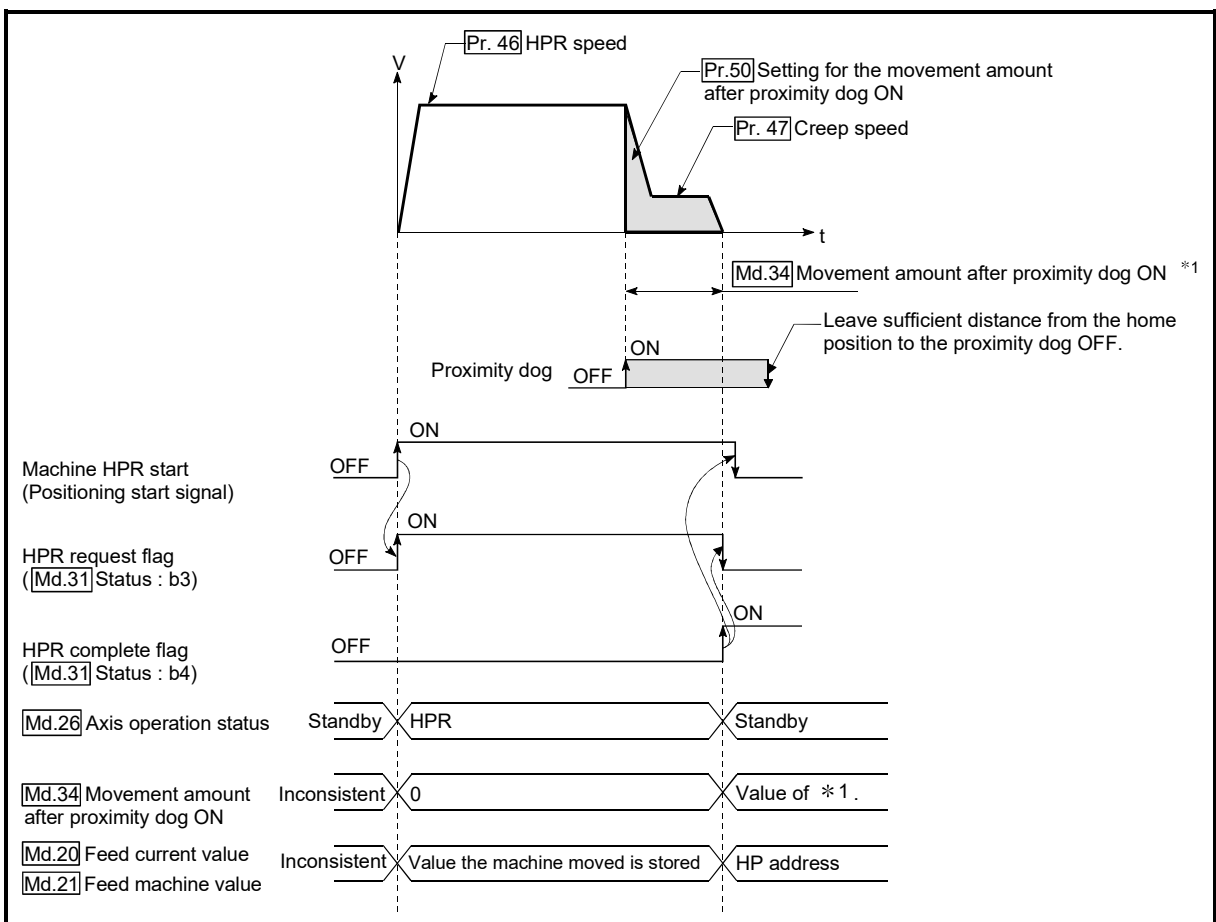 Pr. 46 HPR speed
V
Pr.50 Setting for the movement amount
after proximity dog ON
Pr. 47 Creep speed
t
Md.34 Movement amount after proximity dog ON *1
Leave sufficient distance from the home
position to the proximity dog OFF.
ON
Proximity dog OFF
ON
Machine HPR start
(Positioning start signal)
OFF
ON
HPR request flag
( Md.31 Status : b3)
OFF
ON
HPR complete flag
( Md.31 Status : b4)
OFF
Md.26 Axis operation status Standby HPR Standby
Md.34 Movement amount
after proximity dog ON
Inconsistent 0 Value of *1 .
Md.20 Feed current value
Md.21 Feed machine value
Inconsistent Value the machine moved is stored HP address